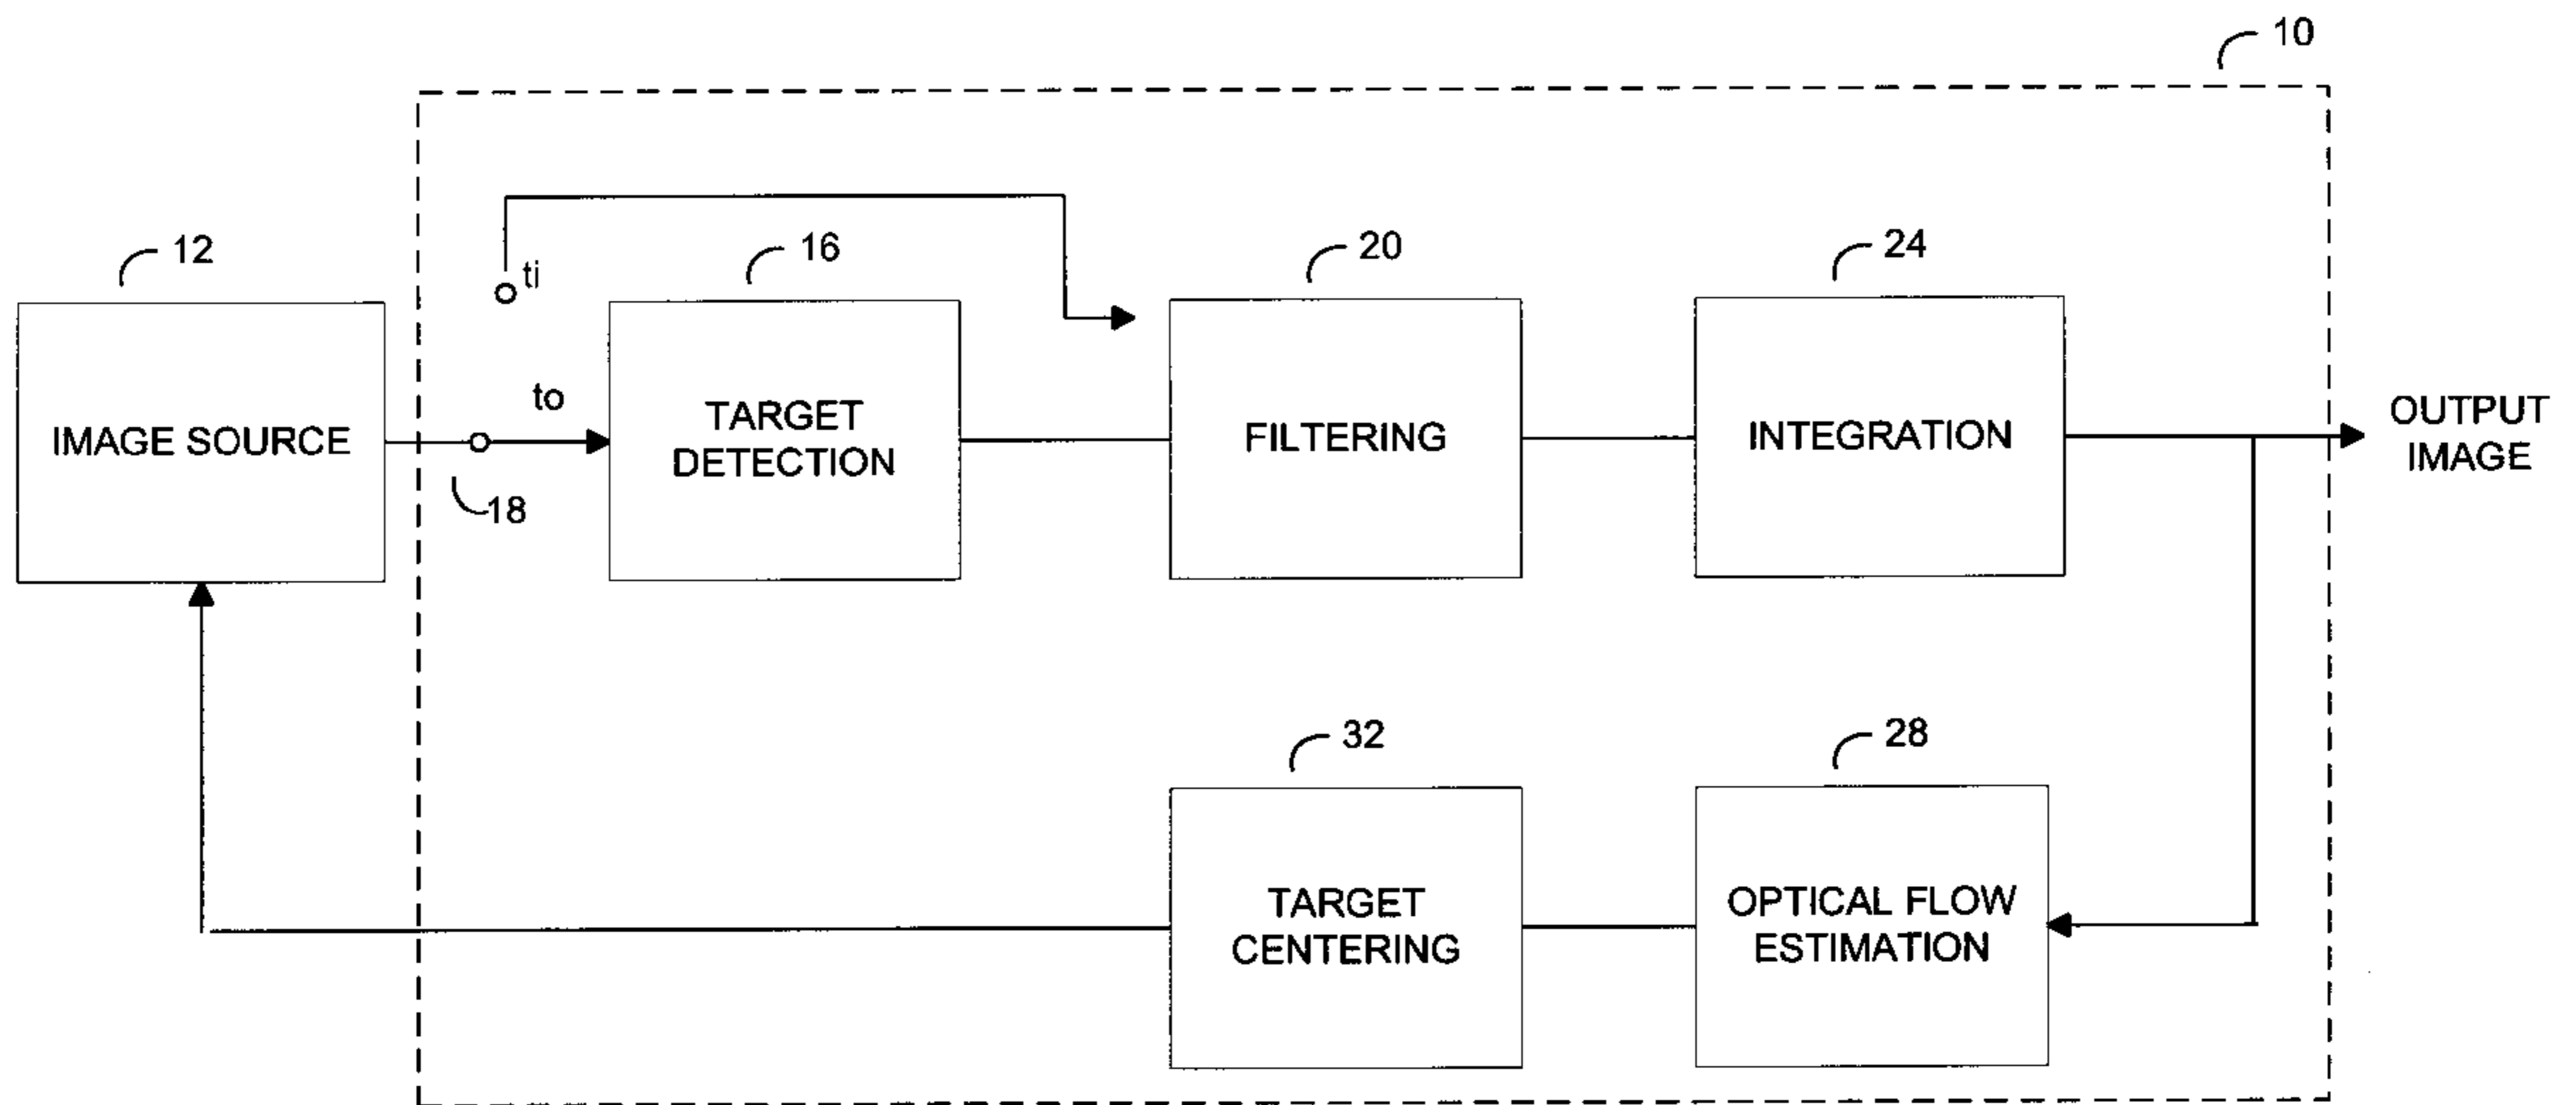 10
12
ti
16
20
24
to
IMAGE SOURCE
TARGET
DETECTION
FILTERING
INTEGRATION
OUTPUT
IMAGE
18
32
28
TARGET
CENTERING
OPTICAL FLOW
ESTIMATION